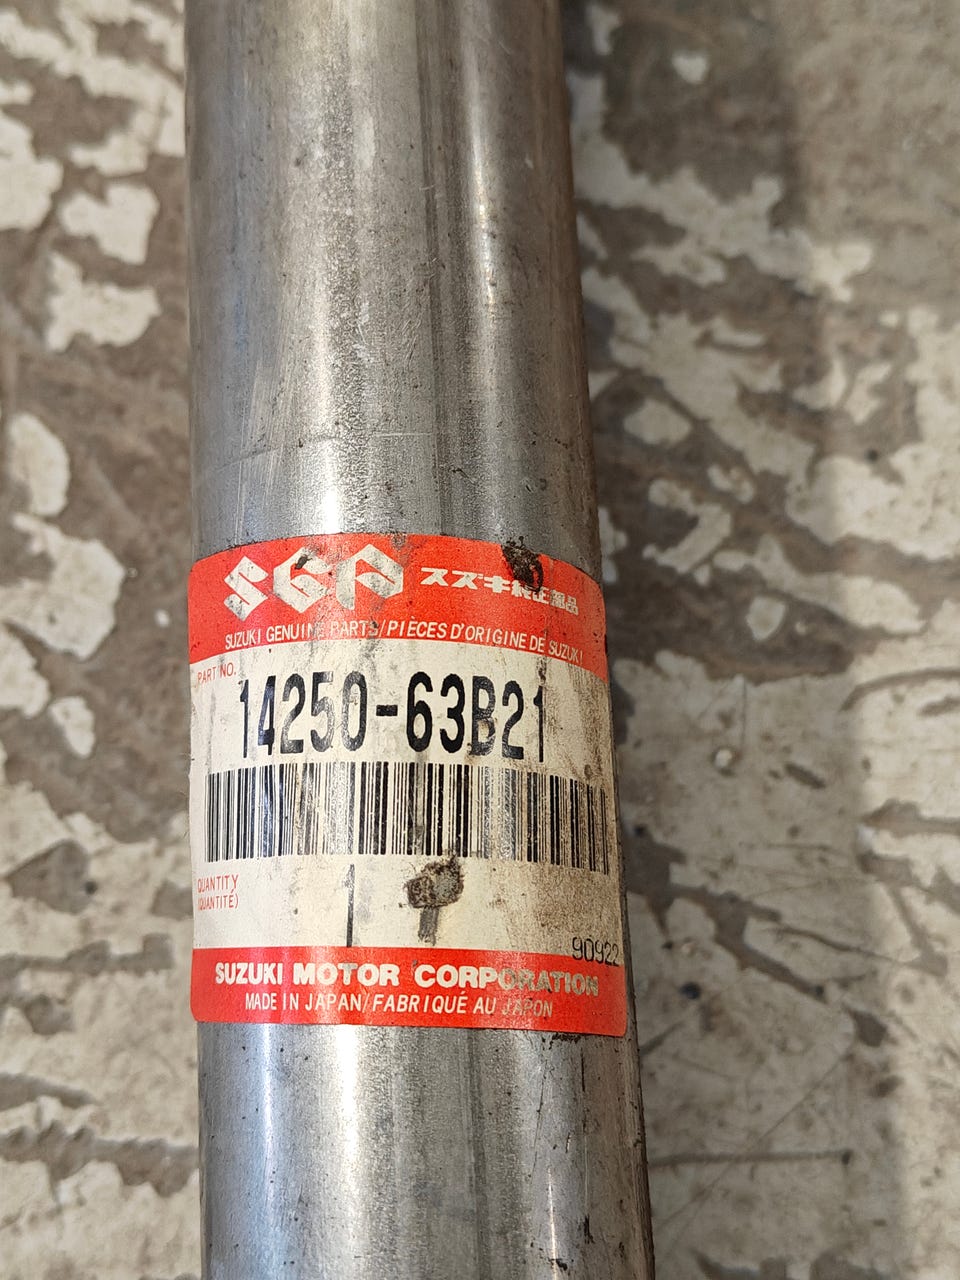 SGP スズキ純正部品
SUZUKI GENUINE PARTS/PIÈCES D'ORIGINE DE SUZUKI
PART NO.
14250-63B21
QUANTITY
(QUANTITÉ)
1
90922
SUZUKI MOTOR CORPORATION
MADE IN JAPAN/FABRIQUÉ AU JAPON